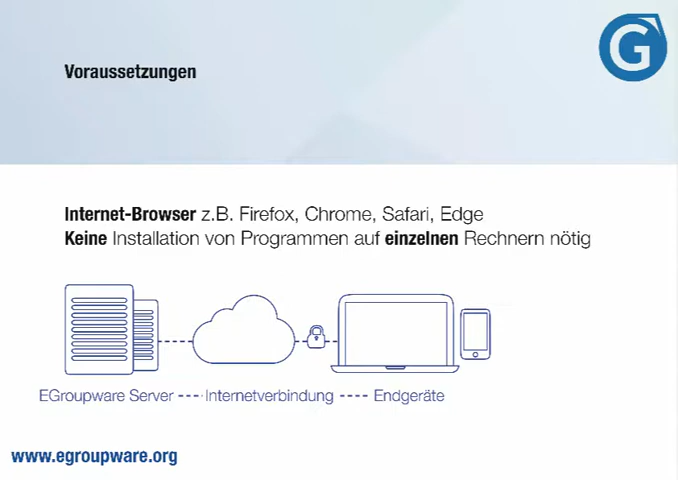 Voraussetzungen
G
Internet-Browser z.B. Firefox, Chrome, Safari, Edge
Keine Installation von Programmen auf einzelnen Rechnern nötig
EGroupware Server ---- Internetverbindung ---- Endgeräte
www.egroupware.org